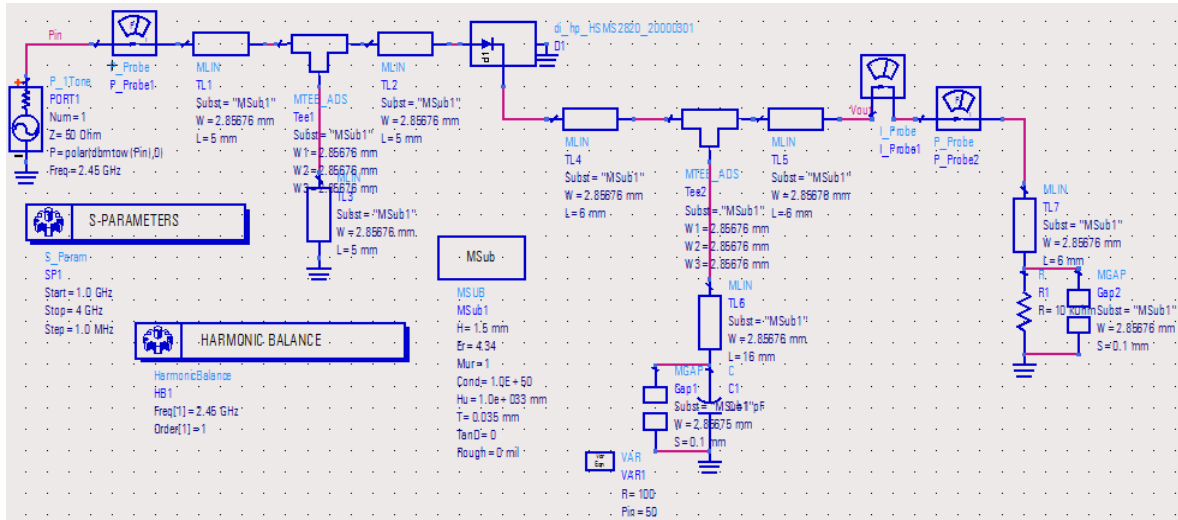 Pin
P_1Tone
PORT1
Num=1
Z=50 Ohm
P=polar(dbmtow(Pin),0)
Freq=2.45 GHz
P_Probe
P_Probe1
MLIN
TL1
Subst="MSub1"
W=2.85676 mm
L=5 mm
MTEE_ADS
Tee1
Subst="MSub1"
W1=2.85676 mm
W2=2.85676 mm
W3=2.85676 mm
MLIN
TL2
Subst="MSub1"
W=2.85676 mm
L=5 mm
MLIN
TL3
Subst="MSub1"
W=2.85676 mm
L=5 mm
di_hp_HSMS2820_20000301
D1
d1
MLIN
TL4
Subst="MSub1"
W=2.85676 mm
L=6 mm
MTEE_ADS
Tee2
Subst="MSub1"
W1=2.85676 mm
W2=2.85676 mm
W3=2.85676 mm
MLIN
TL5
Subst="MSub1"
W=2.85676 mm
L=6 mm
Vout
I_Probe
I_Probe1
P_Probe
P_Probe2
MLIN
TL7
Subst="MSub1"
W=2.85676 mm
L=6 mm
R
R1
R=10 kOhm
MGAP
Gap2
Subst="MSub1"
W=2.85676 mm
S=0.1 mm
MLIN
TL6
Subst="MSub1"
W=2.85676 mm
L=16 mm
MGAP
Gap1
Subst="MSub1"
W=2.85675 mm
S=0.1 mm
C
C1
pF
S-PARAMETERS
S_Param
SP1
Start=1.0 GHz
Stop=4 GHz
Step=1.0 MHz
HARMONIC BALANCE
HarmonicBalance
HB1
Freq[1]=2.45 GHz
Order[1]=1
MSub
MSUB
MSub1
H=1.5 mm
Er=4.34
Mur=1
Cond=1.0E+50
Hu=1.0e+033 mm
T=0.035 mm
TanD=0
Rough=0 mil
Var
Eqn
VAR
VAR1
R=100
Pin=50